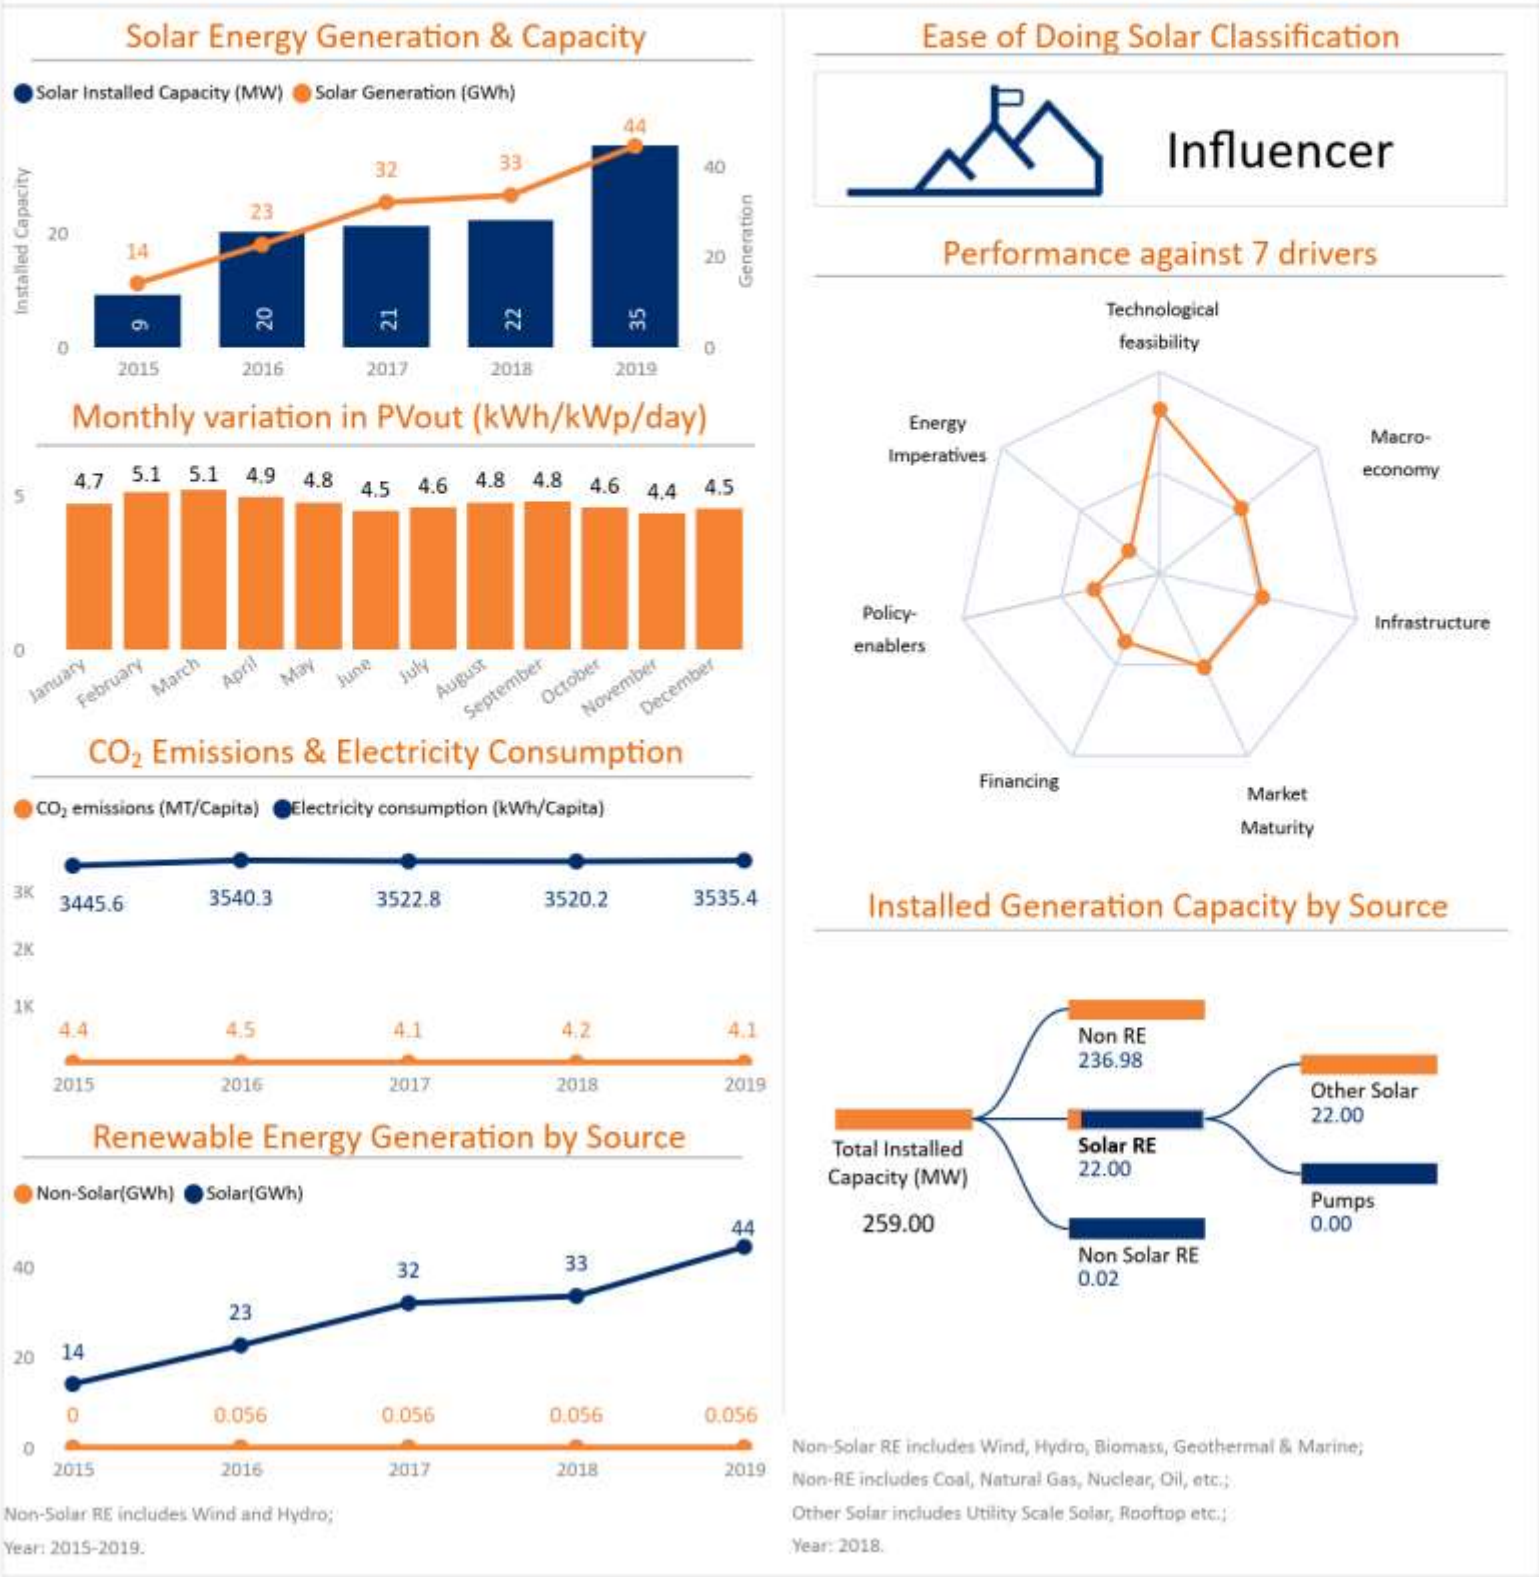 Solar Energy Generation & Capacity
Solar Installed Capacity (MW) Solar Generation (GWh)
Installed Capacity
Generation
20
0
40
20
0
14
23
32
33
44
9
20
21
22
35
2015 2016 2017 2018 2019
Monthly variation in PVout (kWh/kWp/day)
5
0
4.7 5.1 5.1 4.9 4.8 4.5 4.6 4.8 4.8 4.6 4.4 4.5
January February March April May June July August September October November December
CO₂ Emissions & Electricity Consumption
CO₂ emissions (MT/Capita) Electricity consumption (kWh/Capita)
3K
2K
1K
3445.6 3540.3 3522.8 3520.2 3535.4
4.4 4.5 4.1 4.2 4.1
2015 2016 2017 2018 2019
Renewable Energy Generation by Source
Non-Solar(GWh) Solar(GWh)
40
20
0
14 23 32 33 44
0 0.056 0.056 0.056 0.056
2015 2016 2017 2018 2019
Non-Solar RE includes Wind and Hydro;
Year: 2015-2019.
Ease of Doing Solar Classification
Influencer
Performance against 7 drivers
Technological
feasibility
Macro-
economy
Infrastructure
Market
Maturity
Financing
Policy-
enablers
Energy
Imperatives
Installed Generation Capacity by Source
Total Installed
Capacity (MW)
259.00
Non RE
236.98
Solar RE
22.00
Non Solar RE
0.02
Other Solar
22.00
Pumps
0.00
Non-Solar RE includes Wind, Hydro, Biomass, Geothermal & Marine;
Non-RE includes Coal, Natural Gas, Nuclear, Oil, etc.;
Other Solar includes Utility Scale Solar, Rooftop etc.;
Year: 2018.